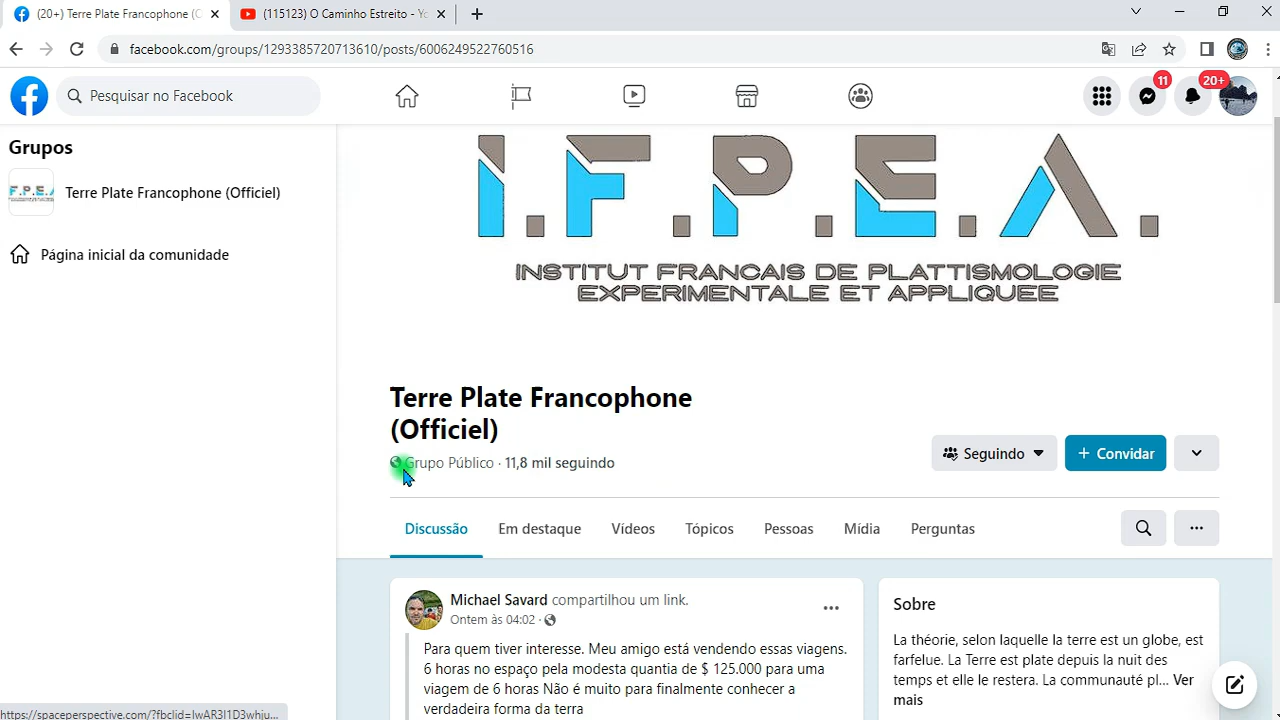 (20+) Terre Plate Francophone (O
(115123) O Caminho Estreito - Yo
facebook.com/groups/1293385720713610/posts/6006249522760516
Pesquisar no Facebook
11
20+
Grupos
Terre Plate Francophone (Officiel)
Página inicial da comunidade
I.F.P.E.A.
INSTITUT FRANCAIS DE PLATTISMOLOGIE
EXPERIMENTALE ET APPLIQUEE
Terre Plate Francophone
(Officiel)
Grupo Público · 11,8 mil seguindo
Seguindo
+ Convidar
Discussão
Em destaque
Vídeos
Tópicos
Pessoas
Mídia
Perguntas
Michael Savard compartilhou um link.
Ontem às 04:02 ·
Para quem tiver interesse. Meu amigo está vendendo essas viagens.
6 horas no espaço pela modesta quantia de $ 125.000 para uma
viagem de 6 horas Não é muito para finalmente conhecer a
verdadeira forma da terra
Sobre
La théorie, selon laquelle la terre est un globe, est
farfelue. La Terre est plate depuis la nuit des
temps et elle le restera. La communauté pl... Ver
mais